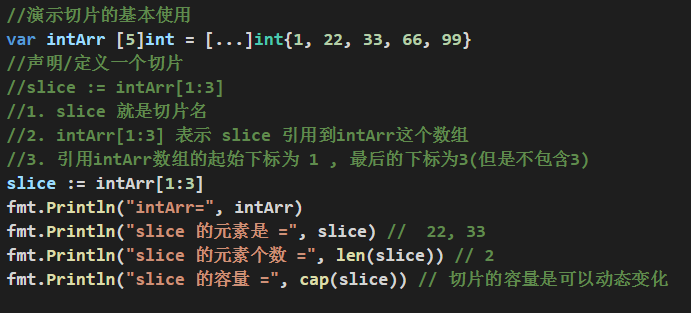 //演示切片的基本使用
var intArr [5]int = [...]int{1, 22, 33, 66, 99}
//声明/定义一个切片
//slice := intArr[1:3]
//1. slice 就是切片名
//2. intArr[1:3] 表示 slice 引用到intArr这个数组
//3. 引用intArr数组的起始下标为 1 , 最后的下标为3(但是不包含3)
slice := intArr[1:3]
fmt.Println("intArr=", intArr)
fmt.Println("slice 的元素是 =", slice) //  22, 33
fmt.Println("slice 的元素个数 =", len(slice)) // 2
fmt.Println("slice 的容量 =", cap(slice)) // 切片的容量是可以动态变化